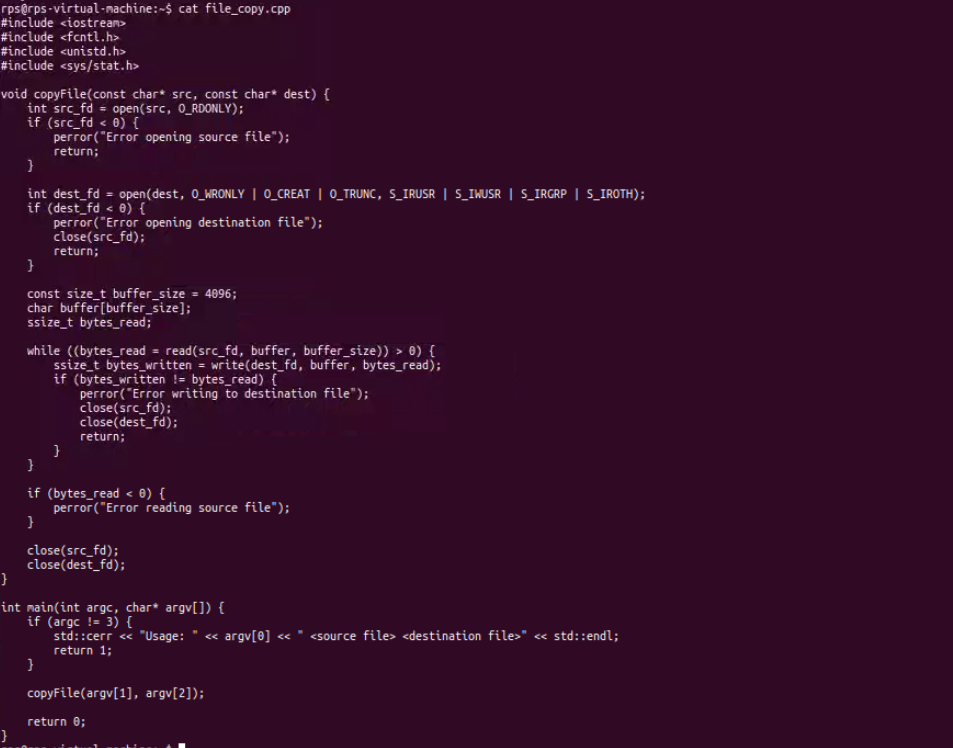 rps@rps-virtual-machine:~$ cat file_copy.cpp
#include <iostream>
#include <fcntl.h>
#include <unistd.h>
#include <sys/stat.h>

void copyFile(const char* src, const char* dest) {
    int src_fd = open(src, O_RDONLY);
    if (src_fd < 0) {
        perror("Error opening source file");
        return;
    }

    int dest_fd = open(dest, O_WRONLY | O_CREAT | O_TRUNC, S_IRUSR | S_IWUSR | S_IRGRP | S_IROTH);
    if (dest_fd < 0) {
        perror("Error opening destination file");
        close(src_fd);
        return;
    }

    const size_t buffer_size = 4096;
    char buffer[buffer_size];
    ssize_t bytes_read;

    while ((bytes_read = read(src_fd, buffer, buffer_size)) > 0) {
        ssize_t bytes_written = write(dest_fd, buffer, bytes_read);
        if (bytes_written != bytes_read) {
            perror("Error writing to destination file");
            close(src_fd);
            close(dest_fd);
            return;
        }
    }

    if (bytes_read < 0) {
        perror("Error reading source file");
    }

    close(src_fd);
    close(dest_fd);
}

int main(int argc, char* argv[]) {
    if (argc != 3) {
        std::cerr << "Usage: " << argv[0] << " <source file> <destination file>" << std::endl;
        return 1;
    }

    copyFile(argv[1], argv[2]);

    return 0;
}